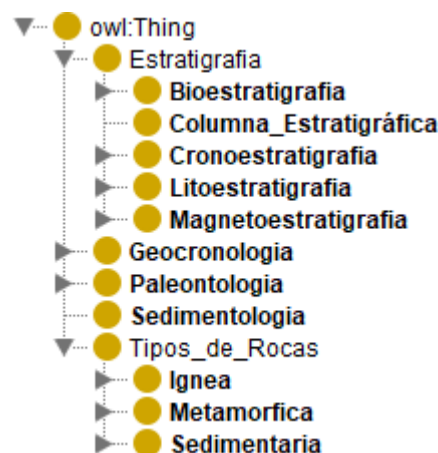 owl:Thing
Estratigrafia
Bioestratigrafia
Columna_Estratigráfica
Cronoestratigrafia
Litoestratigrafia
Magnetoestratigrafia
Geocronologia
Paleontologia
Sedimentologia
Tipos_de_Rocas
Ignea
Metamorfica
Sedimentaria